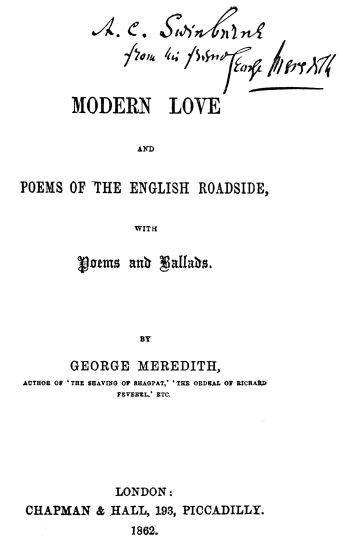 A. C. Swinburne
from his friend
George Meredith
MODERN LOVE
AND
POEMS OF THE ENGLISH ROADSIDE,
WITH
Poems and Ballads.
BY
GEORGE MEREDITH,
AUTHOR OF 'THE SHAVING OF SHAGPAT,' 'THE ORDEAL OF RICHARD
FEVEREL,' ETC.
LONDON:
CHAPMAN & HALL, 193, PICCADILLY.
1862.